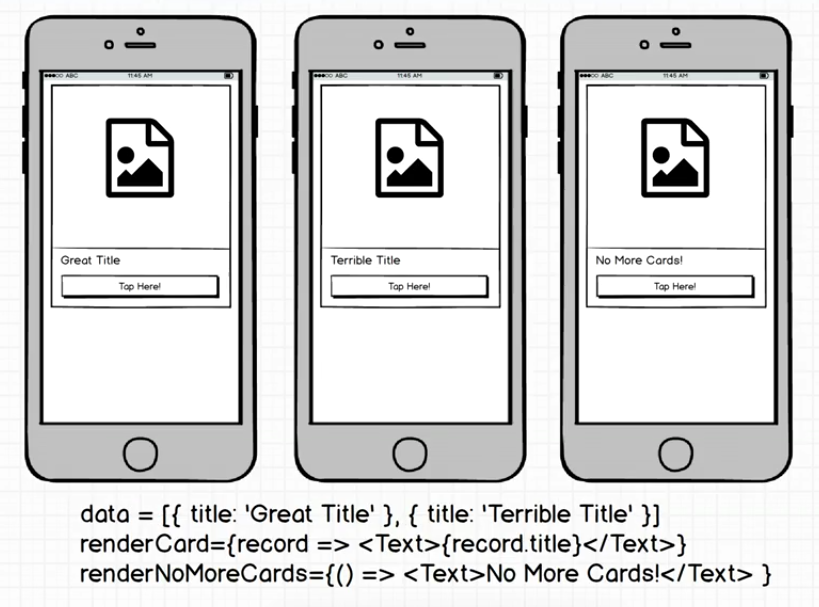 ●●●○○ ABC 11:45 AM
Great Title
Tap Here!
●●●○○ ABC 11:45 AM
Terrible Title
Tap Here!
●●●○○ ABC 11:45 AM
No More Cards!
Tap Here!
data = [{ title: 'Great Title' }, { title: 'Terrible Title' }]
renderCard={record => <Text>{record.title}</Text>}
renderNoMoreCards={() => <Text>No More Cards!</Text> }